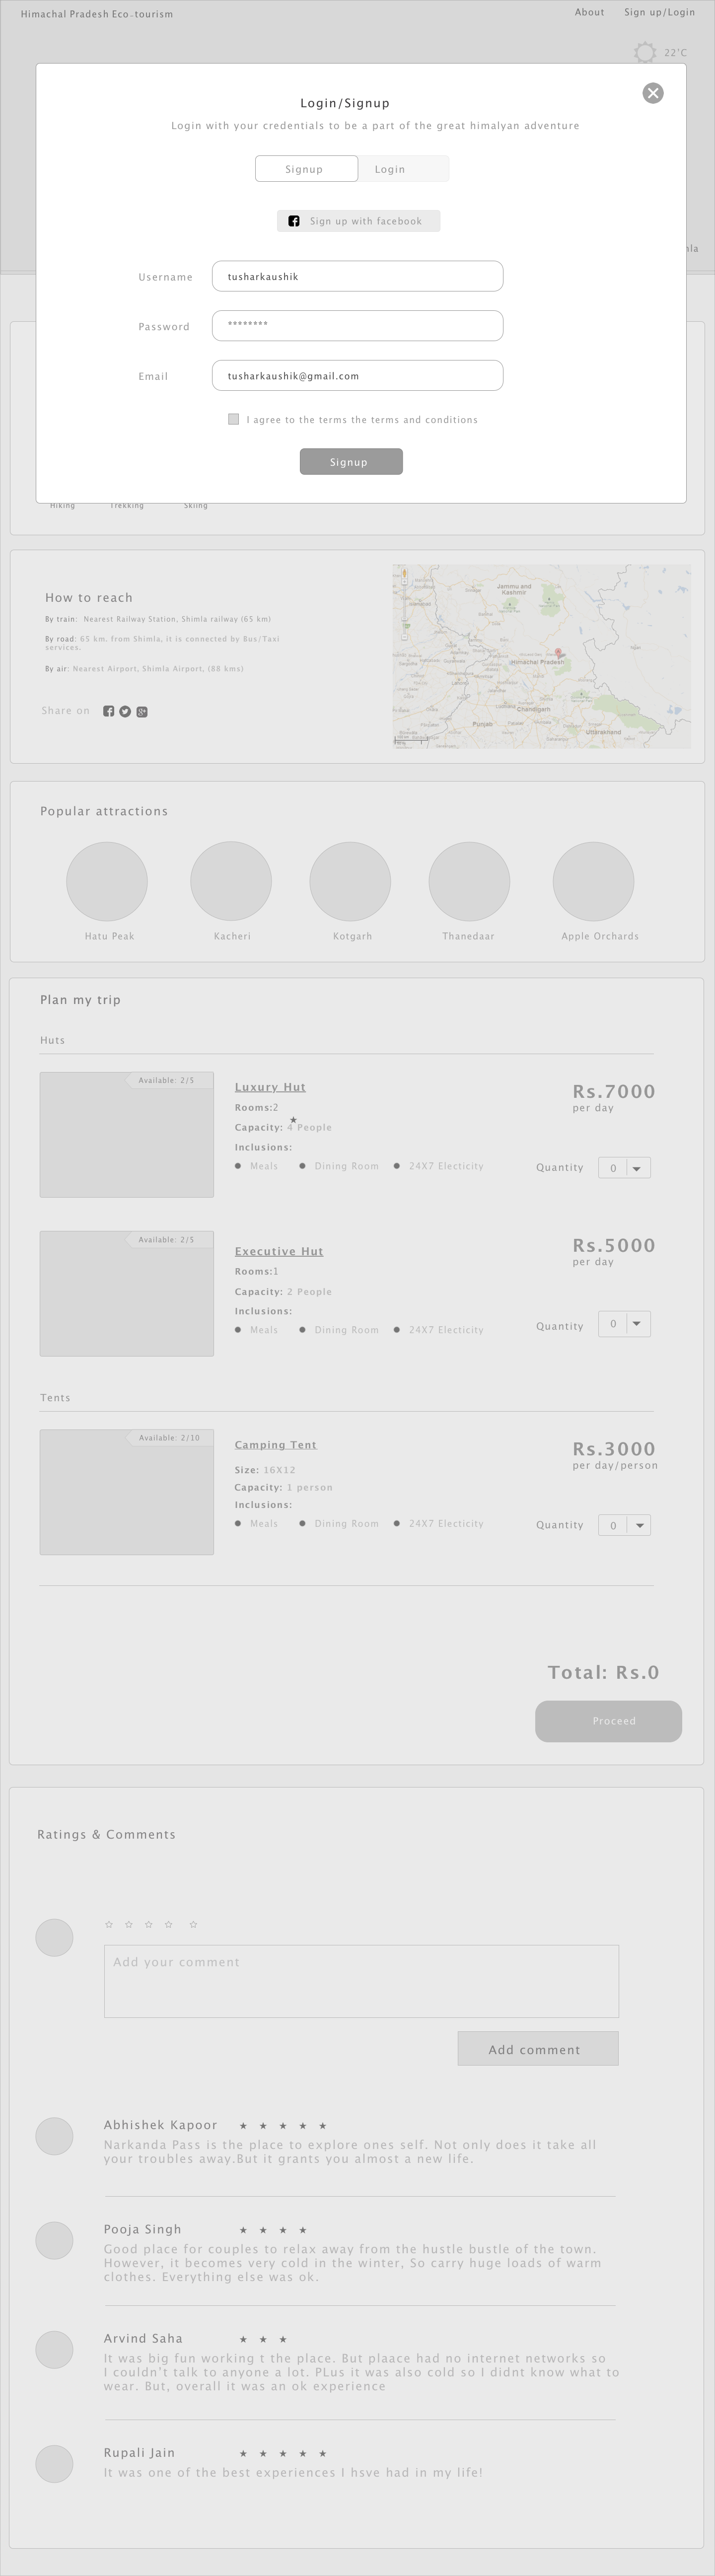 Himachal Pradesh Eco-tourism
About Sign up/Login
22'C
Login/Signup
Login with your credentials to be a part of the great himalyan adventure
Signup Login
Sign up with facebook
Username tusharkaushik
Password ********
Email tusharkaushik@gmail.com
I agree to the terms the terms and conditions
Signup
Hiking Trekking Skiing
How to reach
By train: Nearest Railway Station, Shimla railway (65 km)
By road: 65 km. from Shimla, it is connected by Bus/Taxi
services.
By air: Nearest Airport, Shimla Airport, (88 kms)
Share on
Jammu and
Kashmir
Himachal Pradesh
Chandigarh
Punjab
Uttarakhand
Popular attractions
Hatu Peak Kacheri Kotgarh Thanedaar Apple Orchards
Plan my trip
Huts
Available: 2/5
Luxury Hut
Rooms:2
Capacity: 4 People
Inclusions:
Meals Dining Room 24X7 Electicity
Rs.7000
per day
Quantity 0
Available: 2/5
Executive Hut
Rooms:1
Capacity: 2 People
Inclusions:
Meals Dining Room 24X7 Electicity
Rs.5000
per day
Quantity 0
Tents
Available: 2/10
Camping Tent
Size: 16X12
Capacity: 1 person
Inclusions:
Meals Dining Room 24X7 Electicity
Rs.3000
per day/person
Quantity 0
Total: Rs.0
Proceed
Ratings & Comments
Add your comment
Add comment
Abhishek Kapoor
Narkanda Pass is the place to explore ones self. Not only does it take all
your troubles away.But it grants you almost a new life.
Pooja Singh
Good place for couples to relax away from the hustle bustle of the town.
However, it becomes very cold in the winter, So carry huge loads of warm
clothes. Everything else was ok.
Arvind Saha
It was big fun working t the place. But plaace had no internet networks so
I couldn't talk to anyone a lot. PLus it was also cold so I didnt know what to
wear. But, overall it was an ok experience
Rupali Jain
It was one of the best experiences I hsve had in my life!